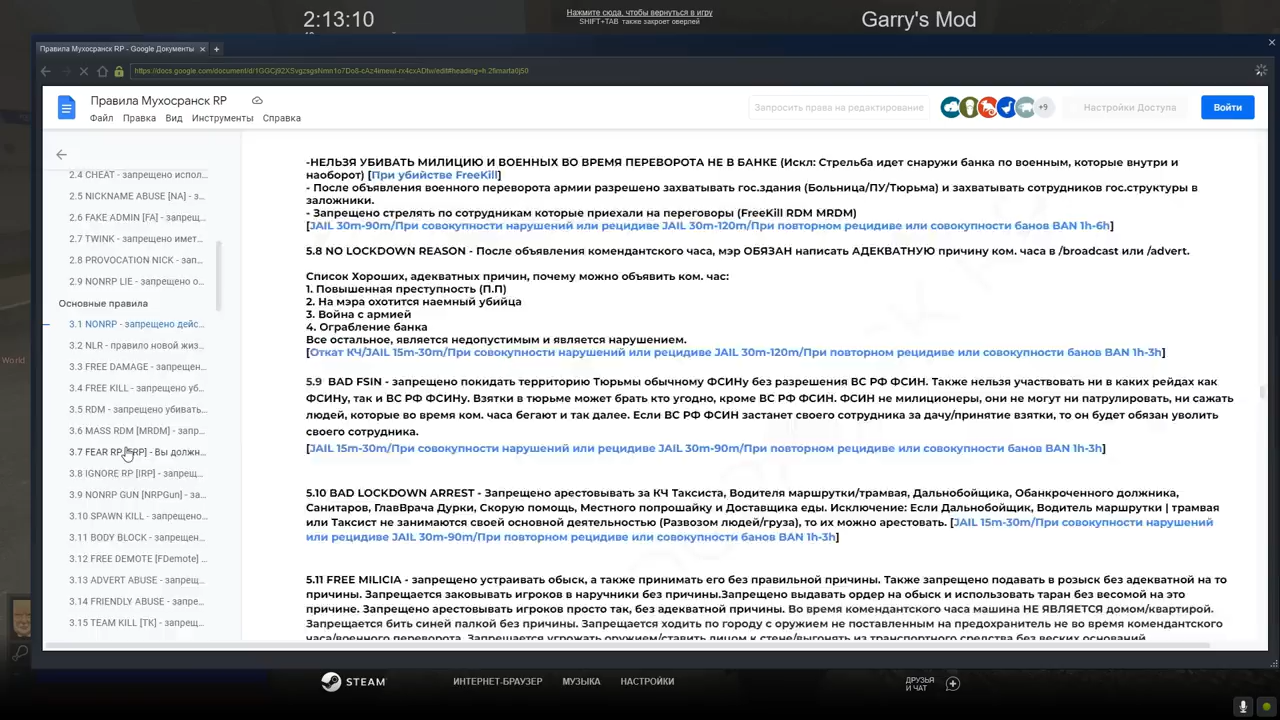 2:13:10
Нажмите сюда, чтобы вернуться в игру
SHIFT+TAB также закроет оверлей
Garry's Mod
Правила Мухосранск RP - Google Документы
Правила Мухосранск RP
Файл Правка Вид Инструменты Справка
Запросить права на редактирование
+9
Настройки Доступа
Войти
2.4 CHEAT - запрещено испол...
2.5 NICKNAME ABUSE [NA] - з...
2.6 FAKE ADMIN [FA] - запрещ...
2.7 TWINK - запрещено имет...
2.8 PROVOCATION NICK - зап...
2.9 NONRP LIE - запрещено о...
Основные правила
3.1 NONRP - запрещено дейс...
3.2 NLR - правило новой жиз...
3.3 FREE DAMAGE - запрещен...
3.4 FREE KILL - запрещено уб...
3.5 RDM - запрещено убивать...
3.6 MASS RDM [MRDM] - запр...
3.7 FEAR RP [FRP] - Вы должн...
3.8 IGNORE RP [IRP] - запрещ...
3.9 NONRP GUN [NRPGun] - за...
3.10 SPAWN KILL - запрещено...
3.11 BODY BLOCK - запрещен...
3.12 FREE DEMOTE [FDemote] ...
3.13 ADVERT ABUSE - запрещ...
3.14 FRIENDLY ABUSE - запре...
3.15 TEAM KILL [TK] - запрещ...
-НЕЛЬЗЯ УБИВАТЬ МИЛИЦИЮ И ВОЕННЫХ ВО ВРЕМЯ ПЕРЕВОРОТА НЕ В БАНКЕ (Искл: Стрельба идет снаружи банка по военным, которые внутри и
наоборот) [При убийстве FreeKill]
- После объявления военного переворота армии разрешено захватывать гос.здания (Больница/ПУ/Тюрьма) и захватывать сотрудников гос.структуры в
заложники.
- Запрещено стрелять по сотрудникам которые приехали на переговоры (FreeKill RDM MRDM)
[JAIL 30m-90m/При совокупности нарушений или рецидиве JAIL 30m-120m/При повторном рецидиве или совокупности банов BAN 1h-6h]
5.8 NO LOCKDOWN REASON - После объявления комендантского часа, мэр ОБЯЗАН написать АДЕКВАТНУЮ причину ком. часа в /broadcast или /advert.
Список Хороших, адекватных причин, почему можно объявить ком. час:
1. Повышенная преступность (П.П)
2. На мэра охотится наемный убийца
3. Война с армией
4. Ограбление банка
Все остальное, является недопустимым и является нарушением.
[Откат КЧ/JAIL 15m-30m/При совокупности нарушений или рецидиве JAIL 30m-120m/При повторном рецидиве или совокупности банов BAN 1h-3h]
5.9 BAD FSIN - запрещено покидать территорию Тюрьмы обычному ФСИНу без разрешения ВС РФ ФСИН. Также нельзя участвовать ни в каких рейдах как
ФСИНу, так и ВС РФ ФСИНу. Взятки в тюрьме может брать кто угодно, кроме ВС РФ ФСИН. ФСИН не милиционеры, они не могут ни патрулировать, ни сажать
людей, которые во время ком. часа бегают и так далее. Если ВС РФ ФСИН застанет своего сотрудника за дачу/принятие взятки, то он будет обязан уволить
своего сотрудника.
[JAIL 15m-30m/При совокупности нарушений или рецидиве JAIL 30m-90m/При повторном рецидиве или совокупности банов BAN 1h-3h]
5.10 BAD LOCKDOWN ARREST - Запрещено арестовывать за КЧ Таксиста, Водителя маршрутки/трамвая, Дальнобойщика, Обанкроченного должника,
Санитаров, ГлавВрача Дурки, Скорую помощь, Местного попрошайку и Доставщика еды. Исключение: Если Дальнобойщик, Водитель маршрутки | трамвая
или Таксист не занимаются своей основной деятельностью (Развозом людей/груза), то их можно арестовать. [JAIL 15m-30m/При совокупности нарушений
или рецидиве JAIL 30m-90m/При повторном рецидиве или совокупности банов BAN 1h-3h]
5.11 FREE MILICIA - запрещено устраивать обыск, а также принимать его без правильной причины. Также запрещено подавать в розыск без адекватной на то
причины. Запрещается заковывать игроков в наручники без причины.Запрещено выдавать ордер на обыск и использовать таран без весомой на это
причине. Запрещено арестовывать игроков просто так, без адекватной причины. Во время комендантского часа машина НЕ ЯВЛЯЕТСЯ домом/квартирой.
Запрещается бить синей палкой без причины. Запрещается ходить по городу с оружием не поставленным на предохранитель не во время комендантского
часа/военного переворота. Запрещается угрожать оружием/ставить лицом к стене/выгонять из транспортного средства без веских оснований
World
STEAM
ИНТЕРНЕТ-БРАУЗЕР МУЗЫКА НАСТРОЙКИ
ДРУЗЬЯ
И ЧАТ